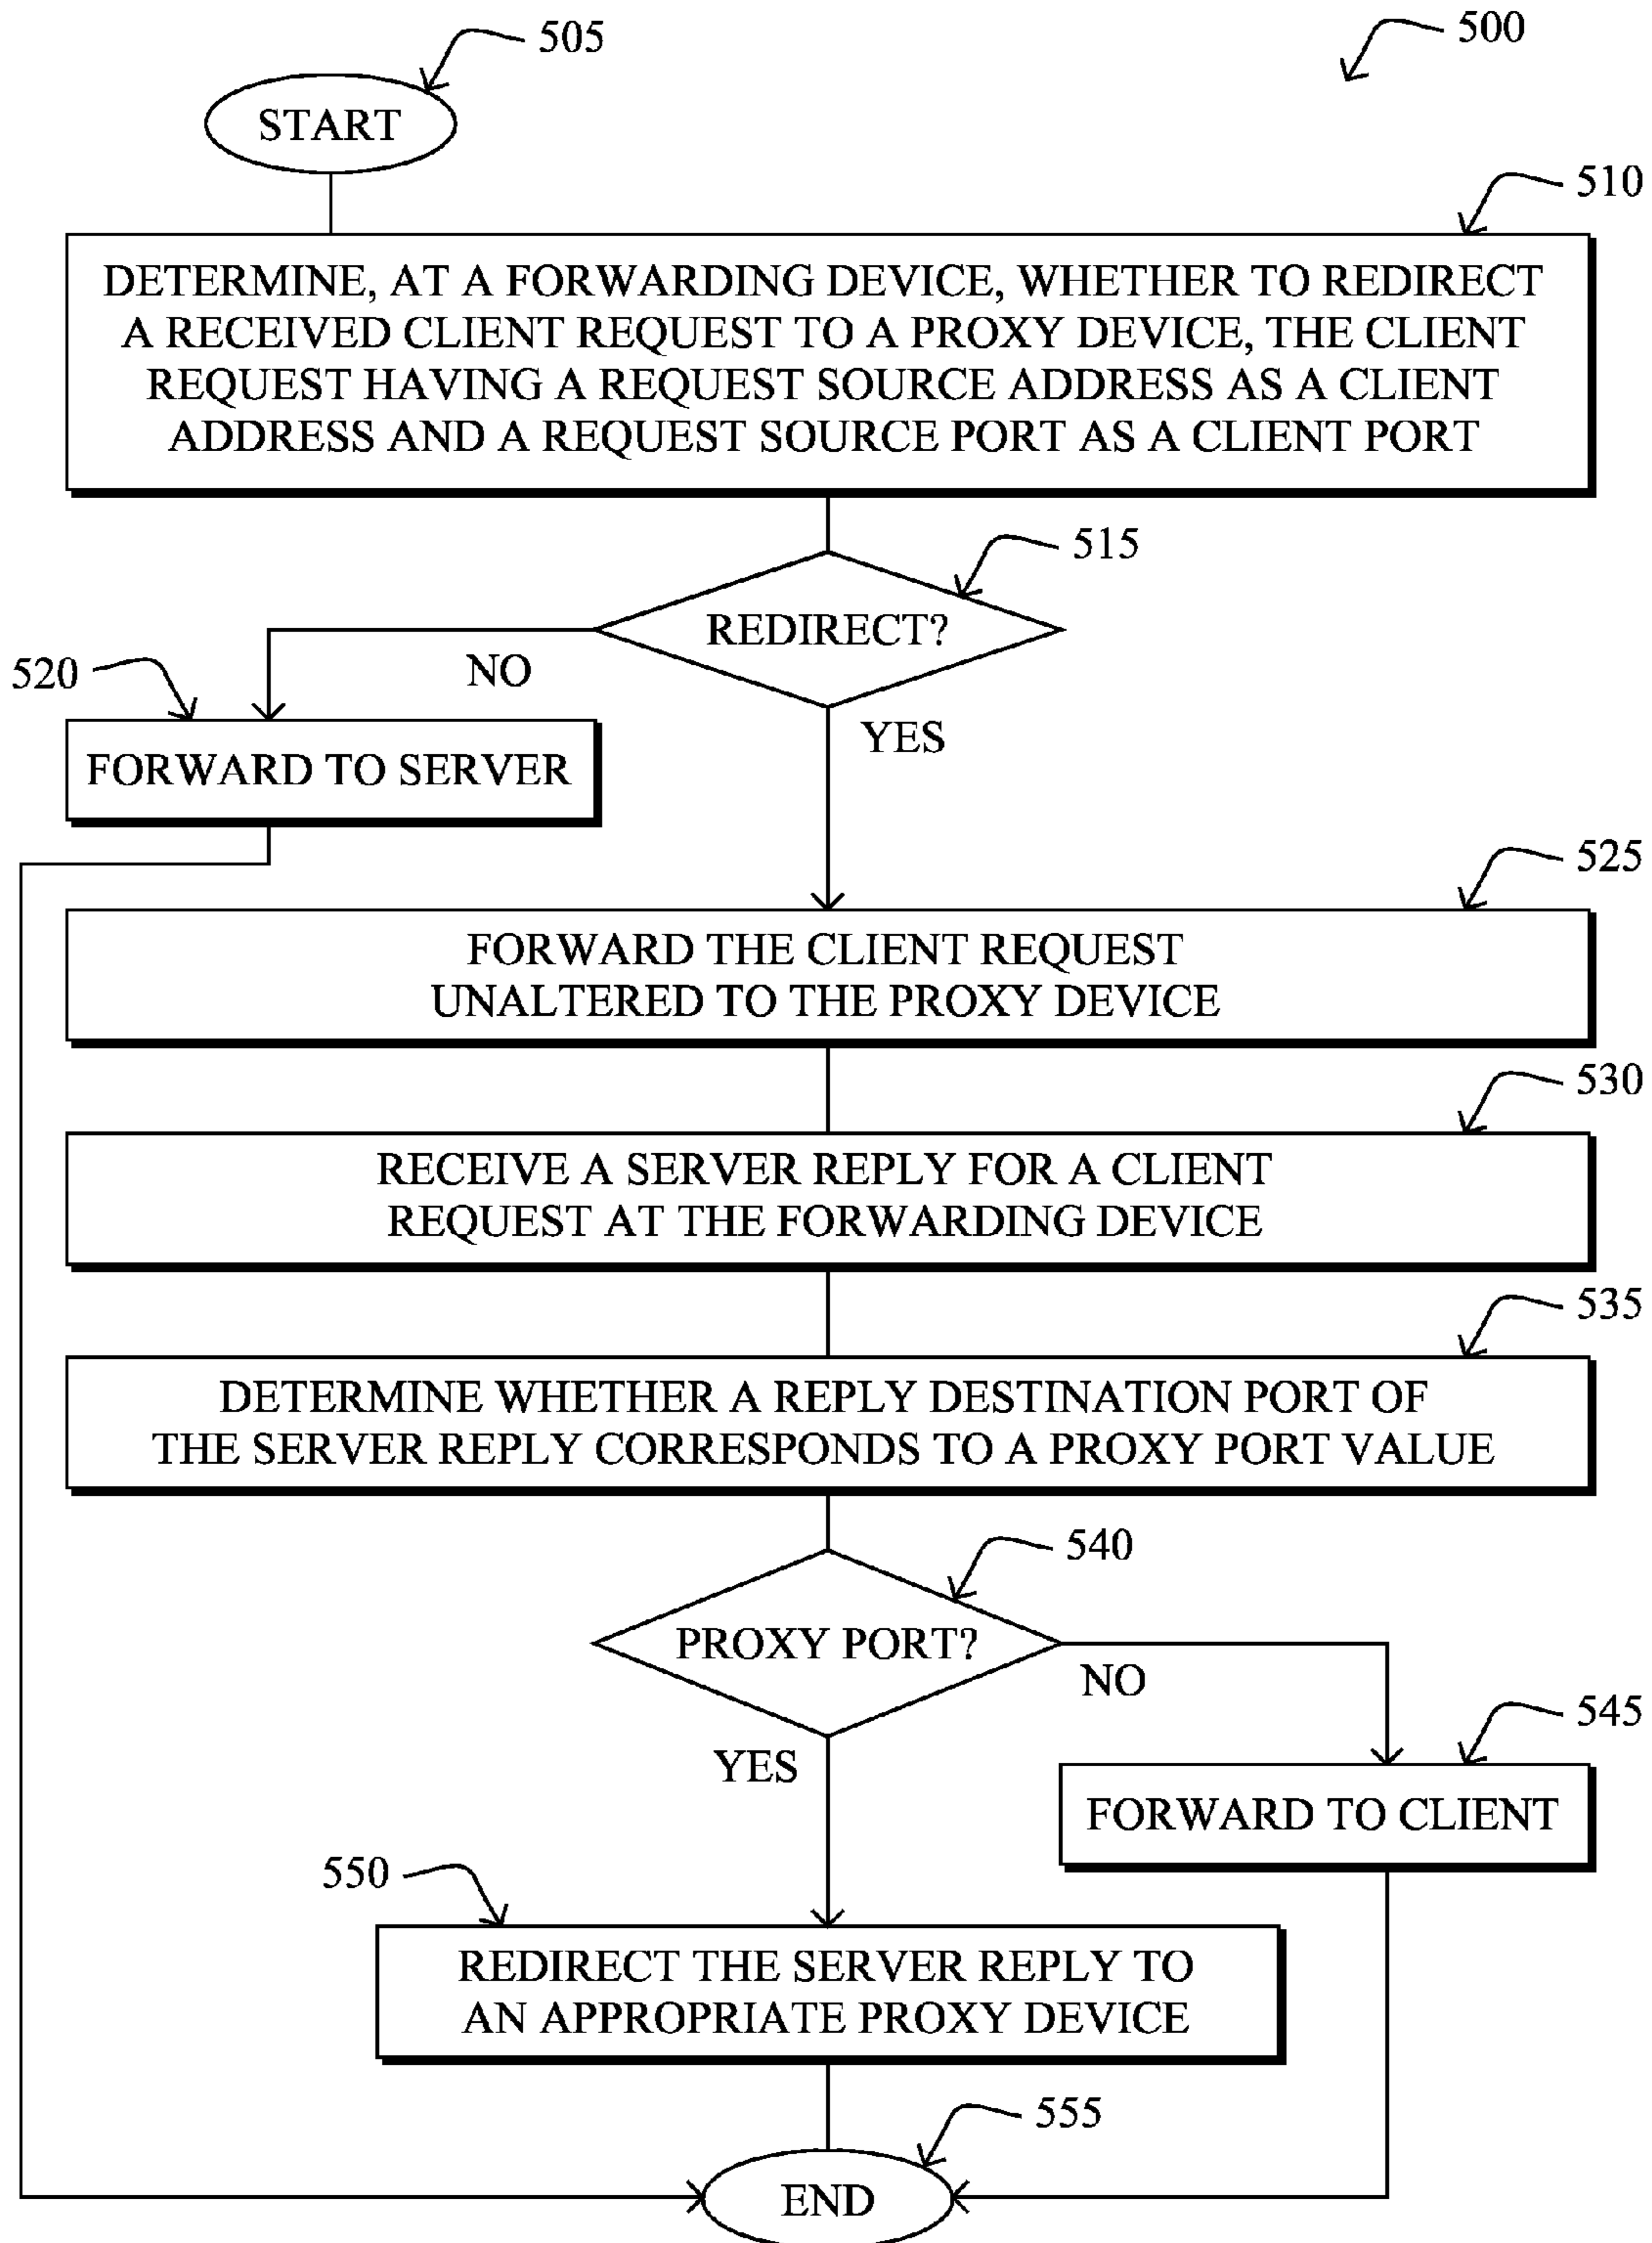 505
500
START
510
DETERMINE, AT A FORWARDING DEVICE, WHETHER TO REDIRECT
A RECEIVED CLIENT REQUEST TO A PROXY DEVICE, THE CLIENT
REQUEST HAVING A REQUEST SOURCE ADDRESS AS A CLIENT
ADDRESS AND A REQUEST SOURCE PORT AS A CLIENT PORT
515
REDIRECT?
NO
520
YES
FORWARD TO SERVER
525
FORWARD THE CLIENT REQUEST
UNALTERED TO THE PROXY DEVICE
530
RECEIVE A SERVER REPLY FOR A CLIENT
REQUEST AT THE FORWARDING DEVICE
535
DETERMINE WHETHER A REPLY DESTINATION PORT OF
THE SERVER REPLY CORRESPONDS TO A PROXY PORT VALUE
540
PROXY PORT?
NO
545
YES
FORWARD TO CLIENT
550
REDIRECT THE SERVER REPLY TO
AN APPROPRIATE PROXY DEVICE
555
END